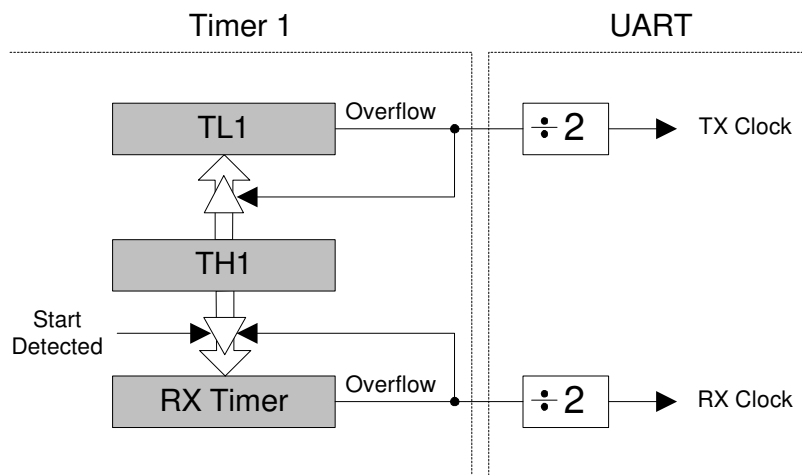 Timer 1
UART
TL1
Overflow
÷ 2
TX Clock
TH1
Start
Detected
RX Timer
Overflow
÷ 2
RX Clock